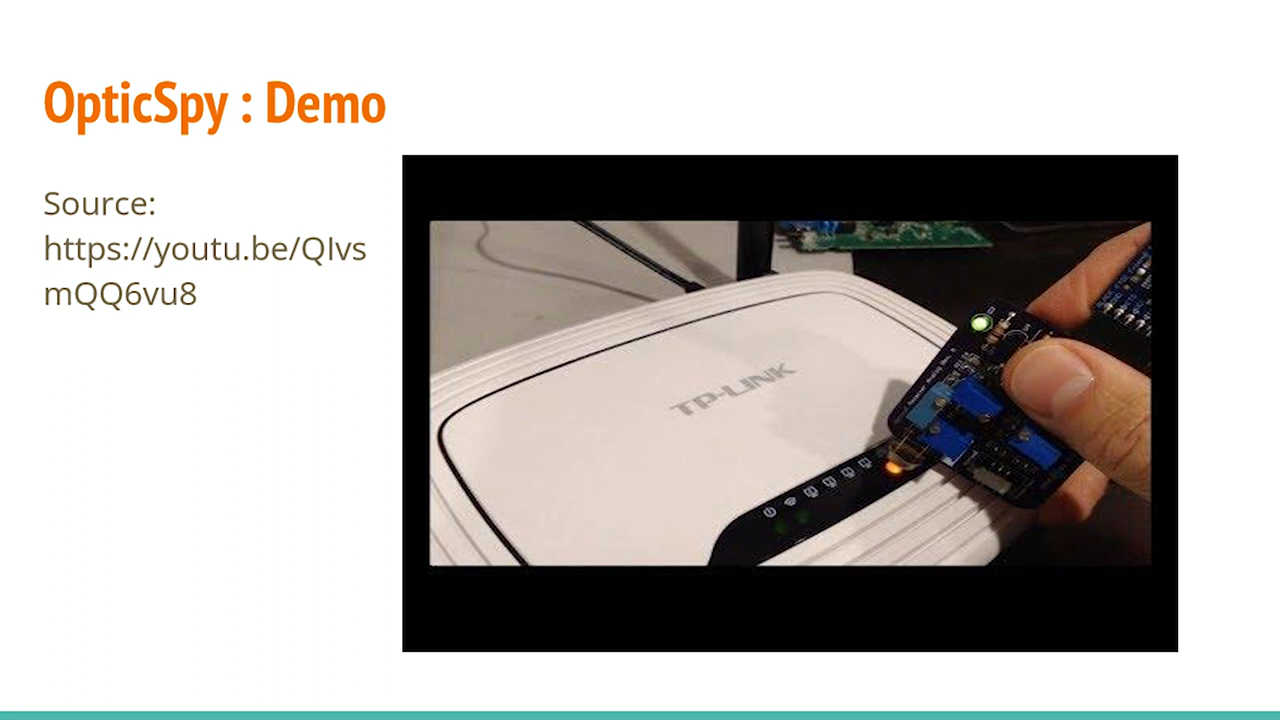 OpticSpy : Demo
Source:
https://youtu.be/QIvs
mQQ6vu8
TP-LINK